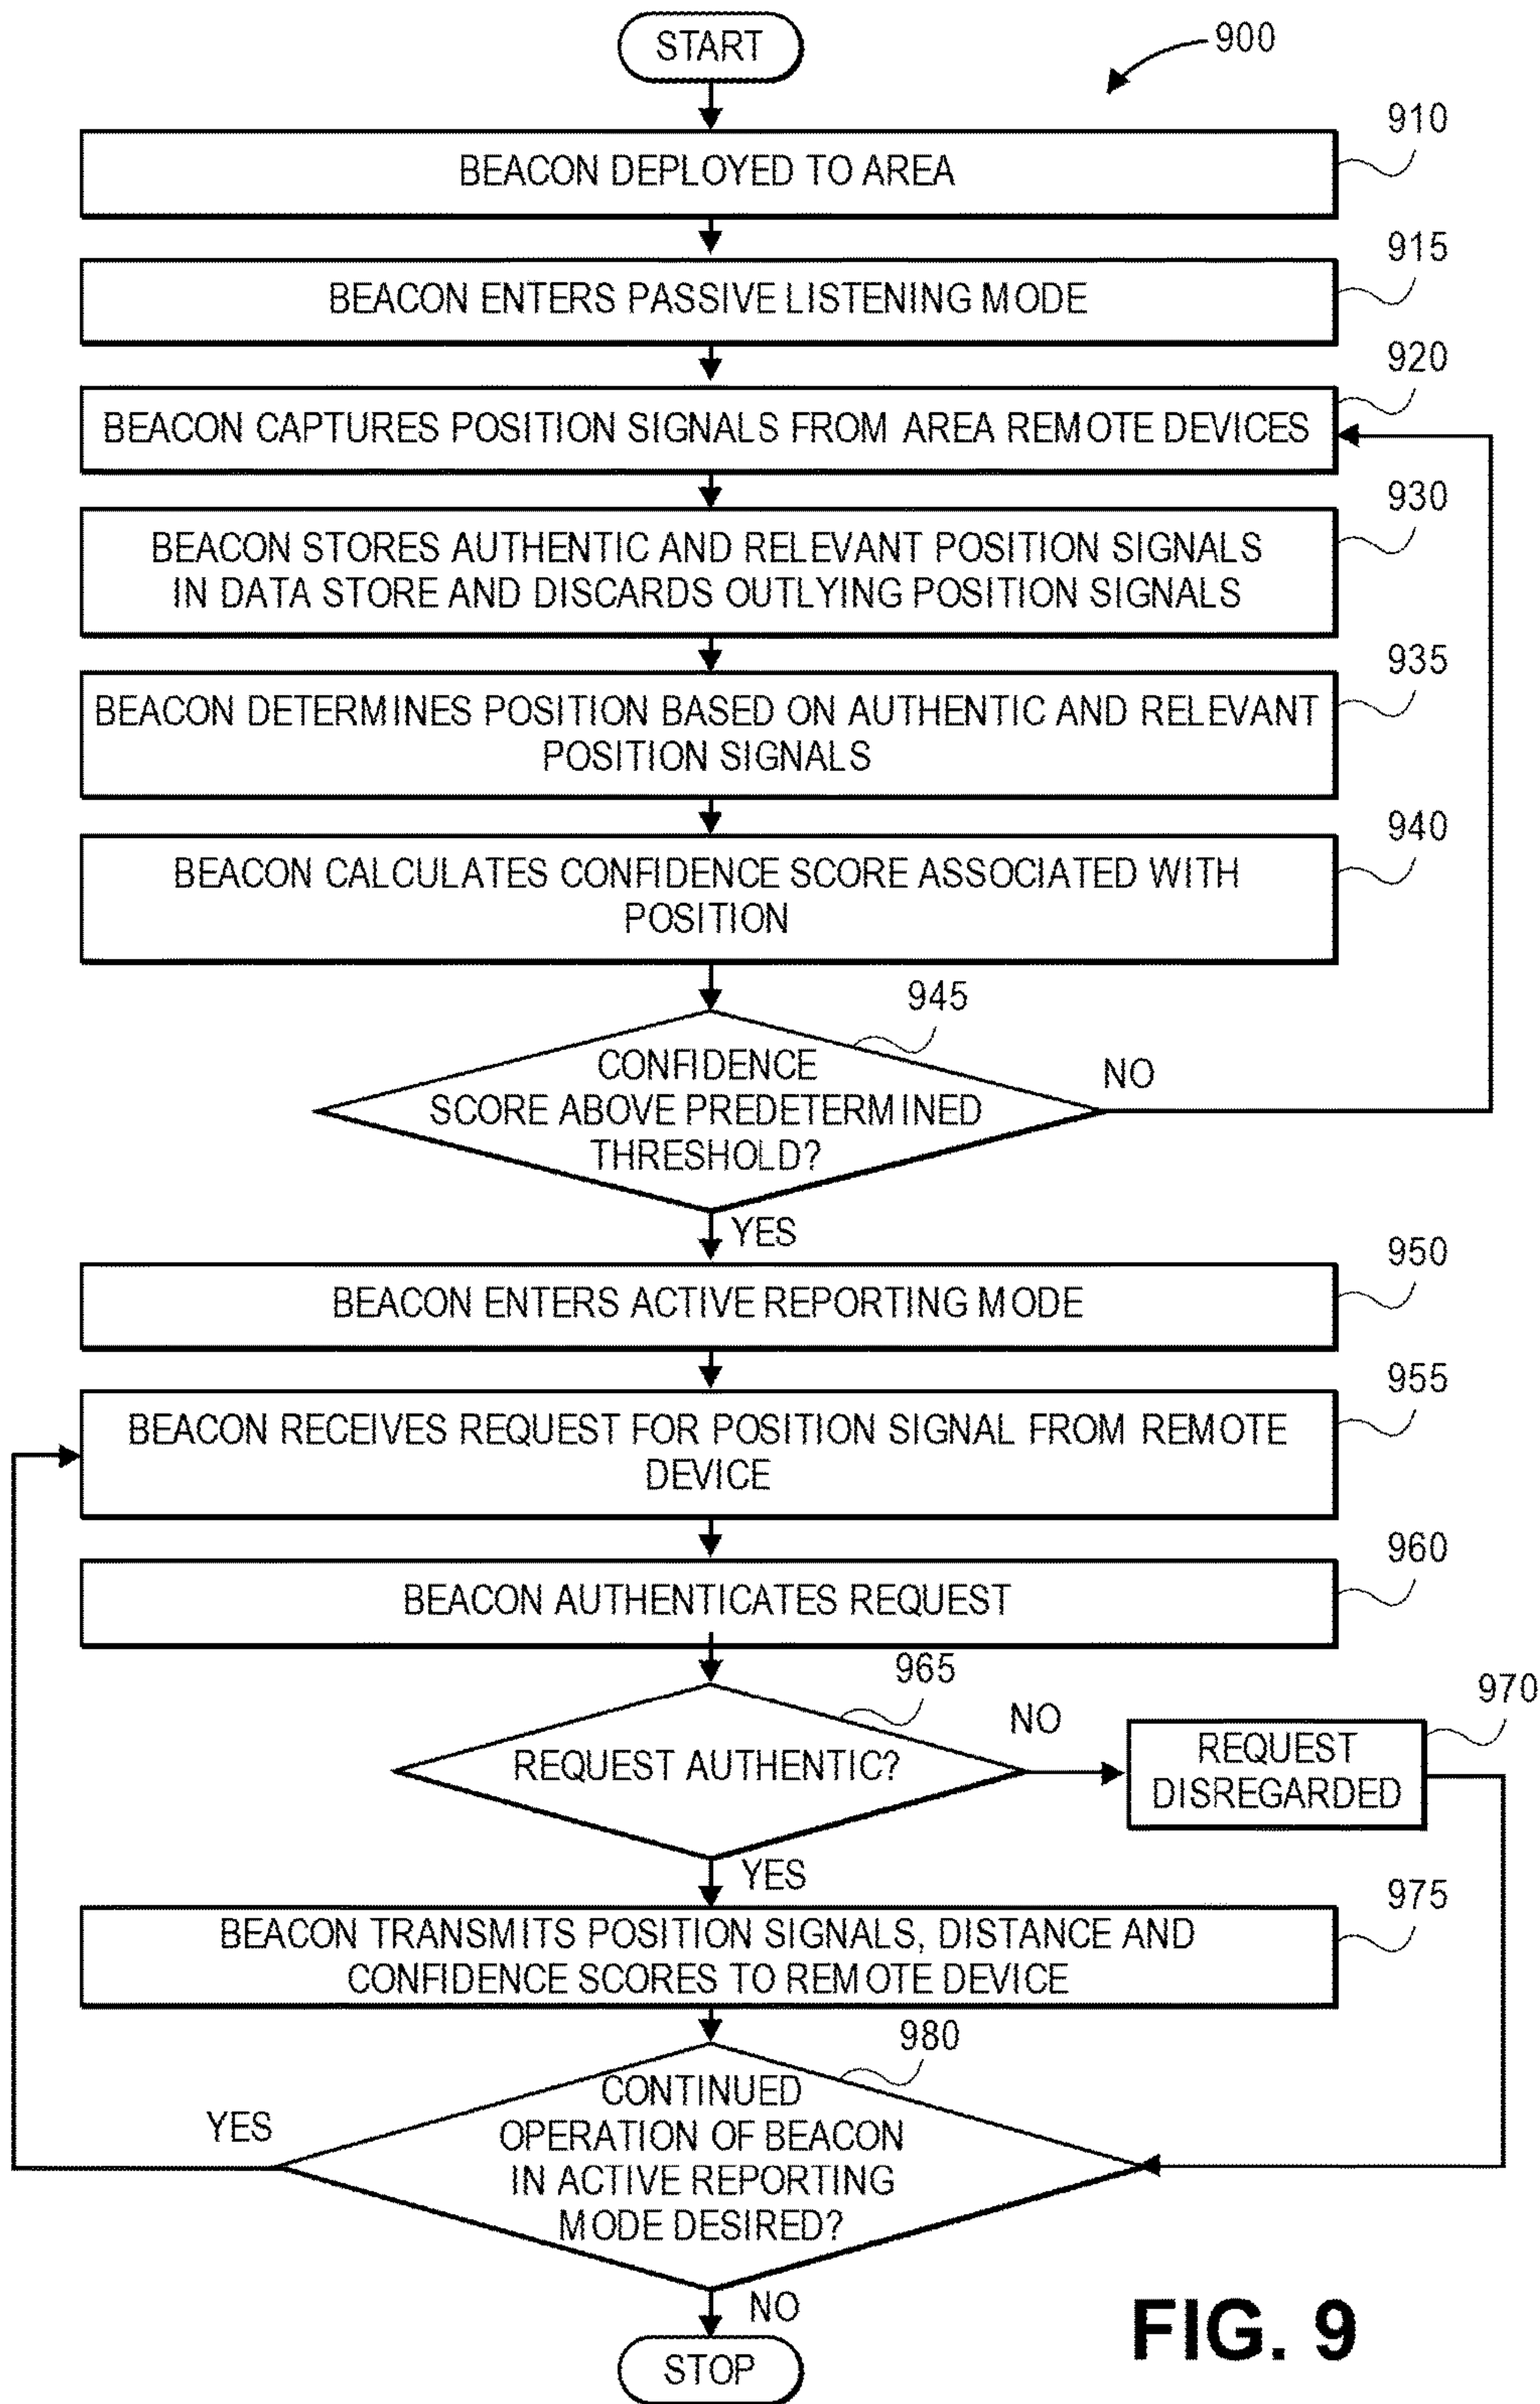 START
900
BEACON DEPLOYED TO AREA
910
BEACON ENTERS PASSIVE LISTENING MODE
915
BEACON CAPTURES POSITION SIGNALS FROM AREA REMOTE DEVICES
920
BEACON STORES AUTHENTIC AND RELEVANT POSITION SIGNALS
IN DATA STORE AND DISCARDS OUTLYING POSITION SIGNALS
930
BEACON DETERMINES POSITION BASED ON AUTHENTIC AND RELEVANT
POSITION SIGNALS
935
BEACON CALCULATES CONFIDENCE SCORE ASSOCIATED WITH
POSITION
940
945
CONFIDENCE
SCORE ABOVE PREDETERMINED
THRESHOLD?
NO
YES
BEACON ENTERS ACTIVE REPORTING MODE
950
BEACON RECEIVES REQUEST FOR POSITION SIGNAL FROM REMOTE
DEVICE
955
BEACON AUTHENTICATES REQUEST
960
965
REQUEST AUTHENTIC?
NO
REQUEST
DISREGARDED
970
YES
BEACON TRANSMITS POSITION SIGNALS, DISTANCE AND
CONFIDENCE SCORES TO REMOTE DEVICE
975
980
CONTINUED
OPERATION OF BEACON
IN ACTIVE REPORTING
MODE DESIRED?
YES
NO
STOP
FIG. 9